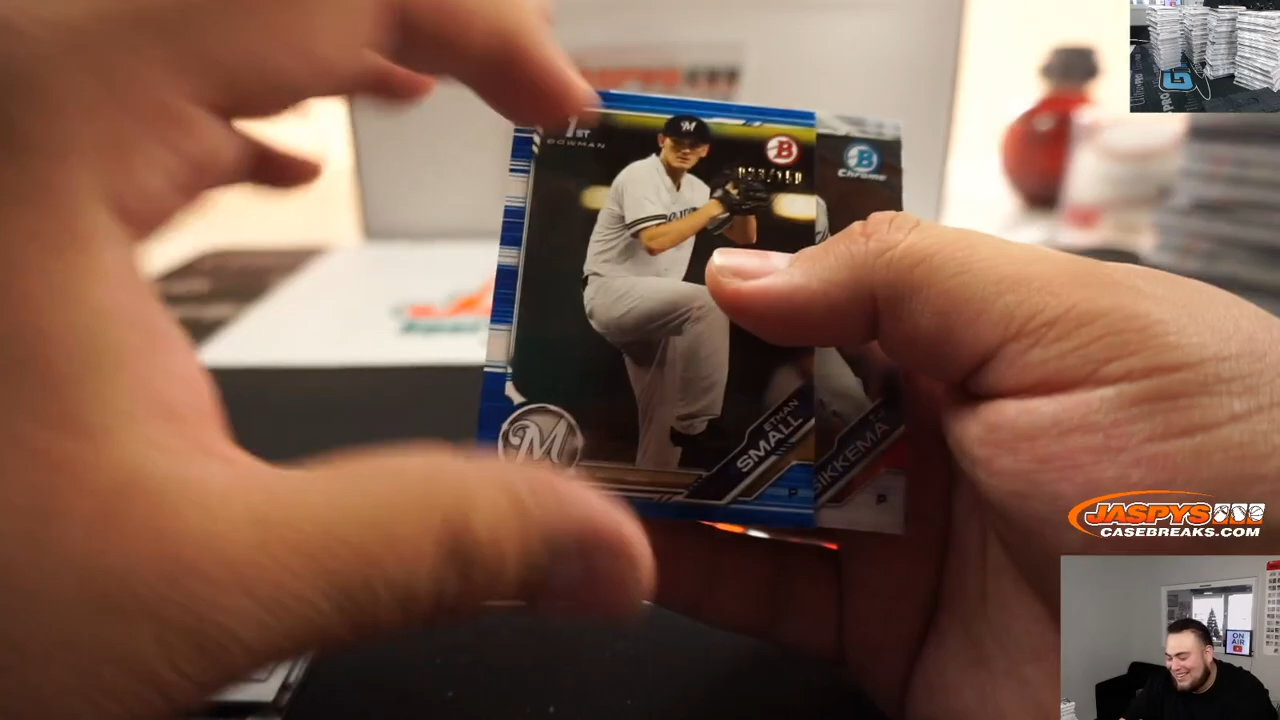 1ST
BOWMAN
B
M
B
Chrome
M
ETHAN
SMALL
P
SIKKEMA
P
JASPYS
CASEBREAKS.COM
ON
AIR